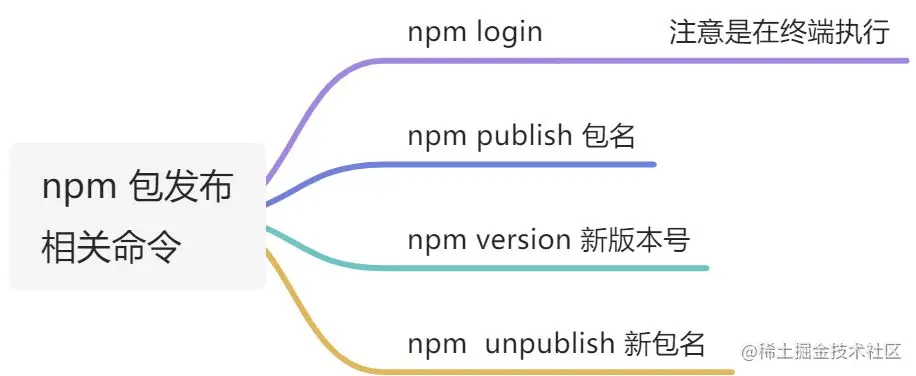 npm login 注意是在终端执行
npm publish 包名
npm 包发布
相关命令
npm version 新版本号
npm unpublish 新包名
@稀土掘金技术社区